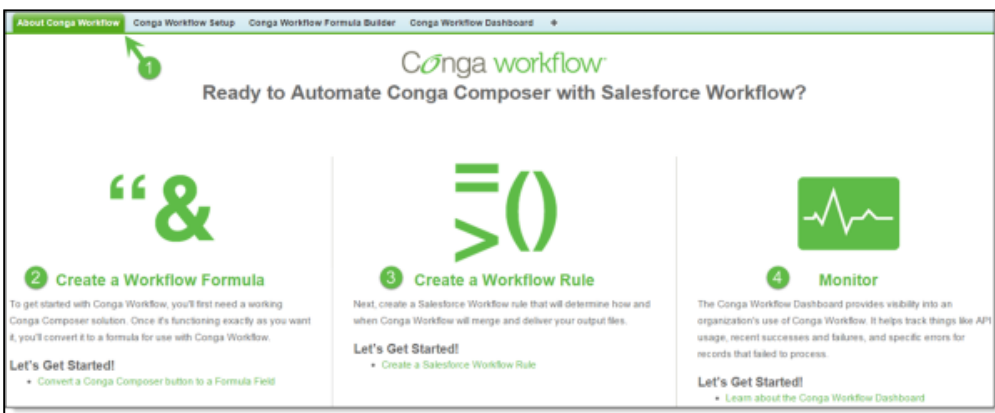 About Conga Workflow Conga Workflow Setup Conga Workflow Formula Builder Conga Workflow Dashboard +
1
Conga workflow
Ready to Automate Conga Composer with Salesforce Workflow?
“&
=
>()
2 Create a Workflow Formula
To get started with Conga Workflow, you'll first need a working
Conga Composer solution. Once it's functioning exactly as you want
it, you'll convert it to a formula for use with Conga Workflow.
Let's Get Started!
• Convert a Conga Composer button to a Formula Field
3 Create a Workflow Rule
Next, create a Salesforce Workflow rule that will determine how and
when Conga Workflow will merge and deliver your output files.
Let's Get Started!
• Create a Salesforce Workflow Rule
4 Monitor
The Conga Workflow Dashboard provides visibility into an
organization's use of Conga Workflow. It helps track things like API
usage, recent successes and failures, and specific errors for
records that failed to process.
Let's Get Started!
• Learn about the Conga Workflow Dashboard